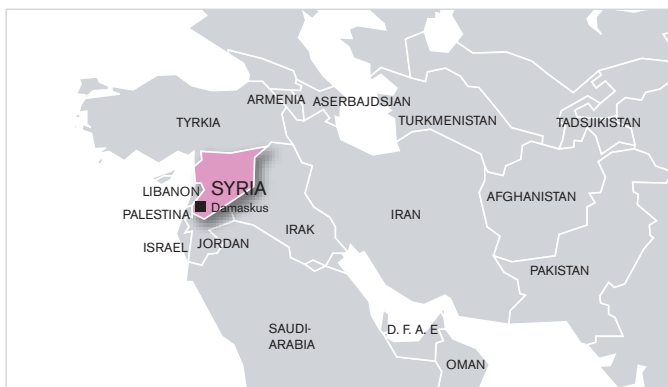 ARMENIA
ASERBAJDSJAN
TYRKIA
TURKMENISTAN
TADSJIKISTAN
LIBANON
SYRIA
AFGHANISTAN
PALESTINA
Damaskus
IRAN
ISRAEL
JORDAN
IRAK
PAKISTAN
SAUDI-
ARABIA
D. F. A. E
OMAN